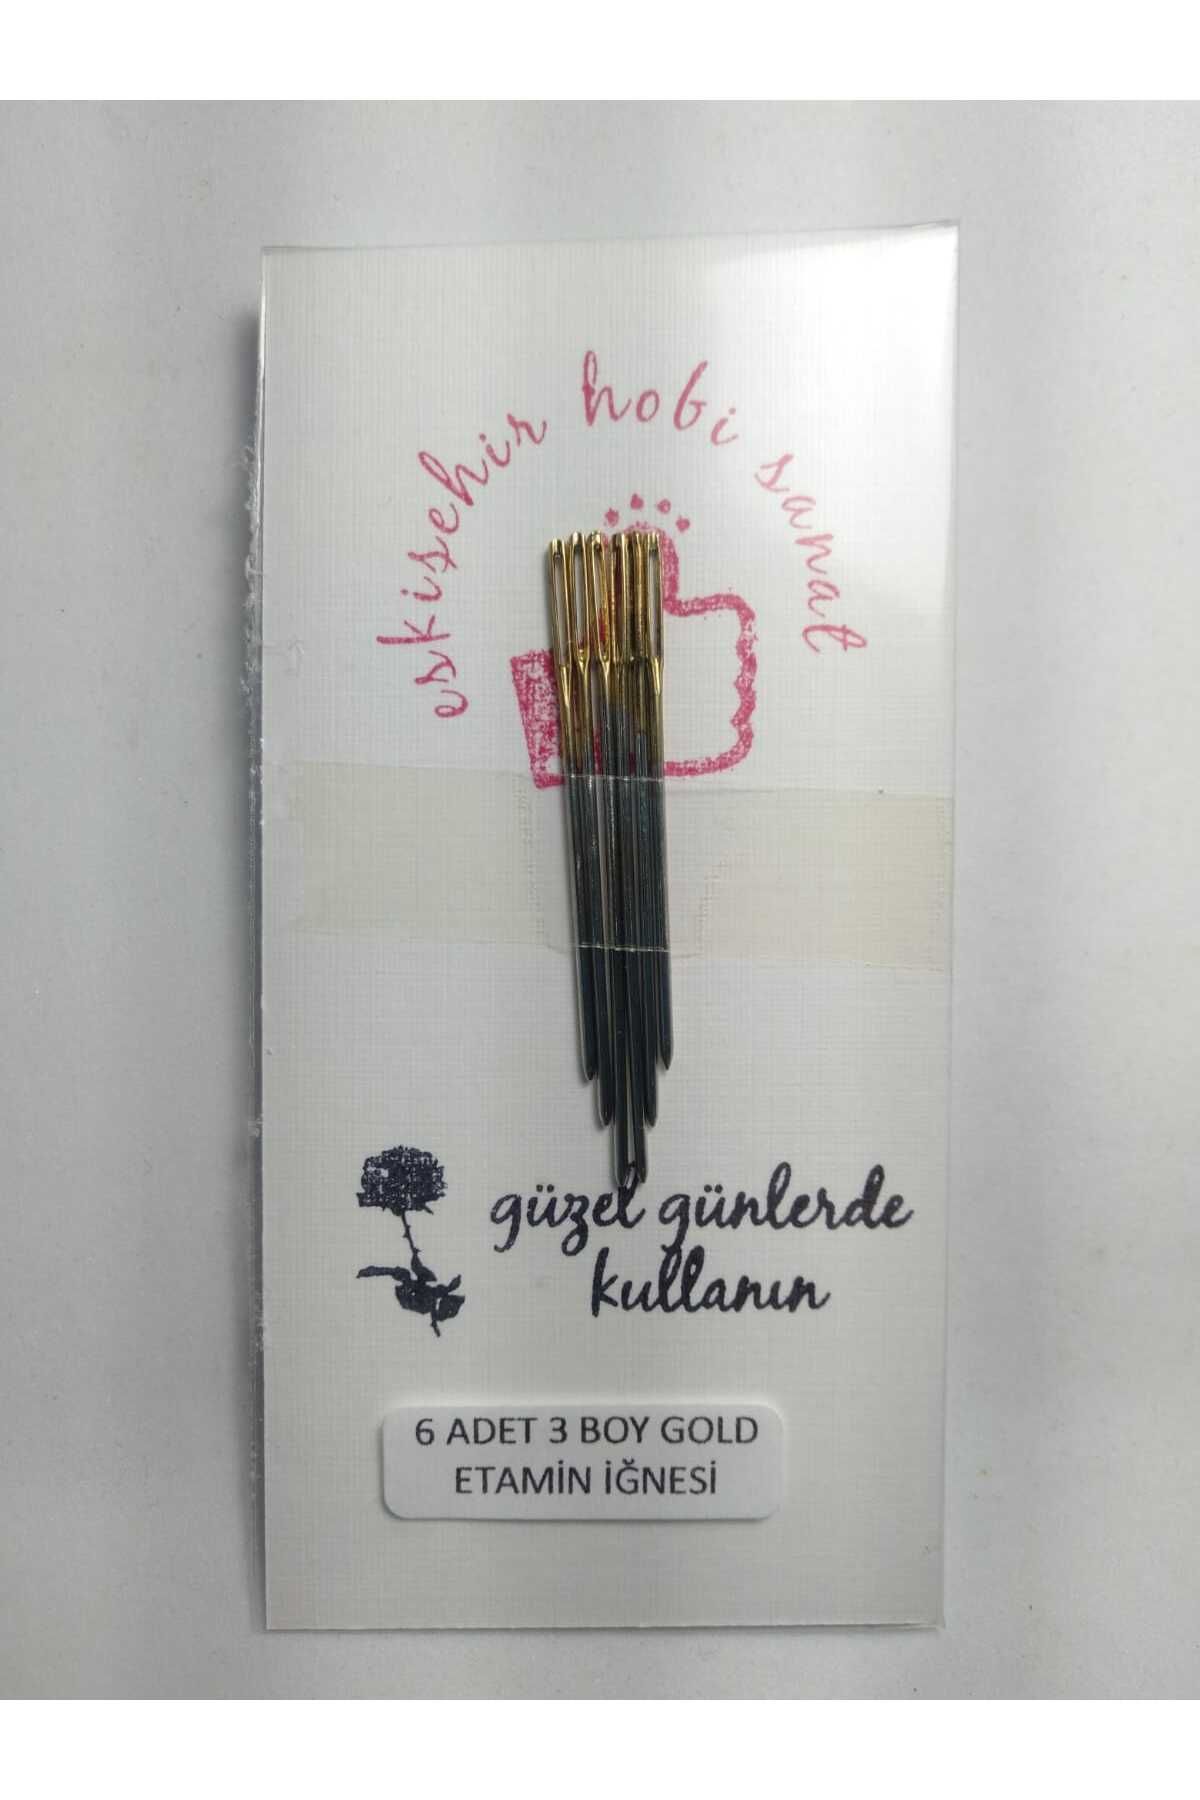 eskişehir hobi sanat
güzel günlerde
kullanın
6 ADET 3 BOY GOLD
ETAMİN İĞNESİ